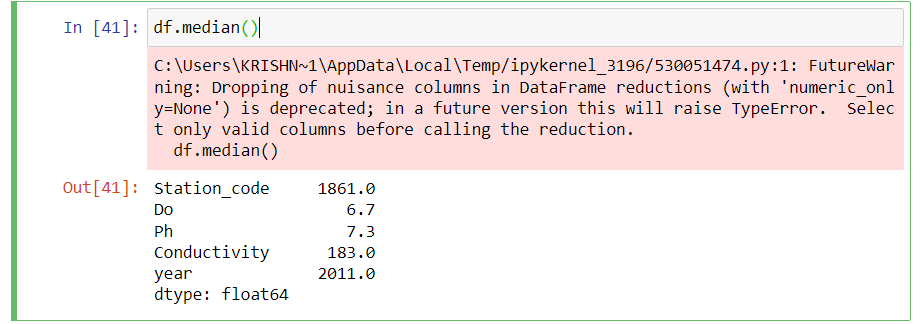 In [41]: df.median()
C:\Users\KRISHN~1\AppData\Local\Temp/ipykernel_3196/530051474.py:1: FutureWar
ning: Dropping of nuisance columns in DataFrame reductions (with 'numeric_onl
y=None') is deprecated; in a future version this will raise TypeError.  Selec
t only valid columns before calling the reduction.
  df.median()
Out[41]: Station_code     1861.0
Do                  6.7
Ph                  7.3
Conductivity      183.0
year             2011.0
dtype: float64